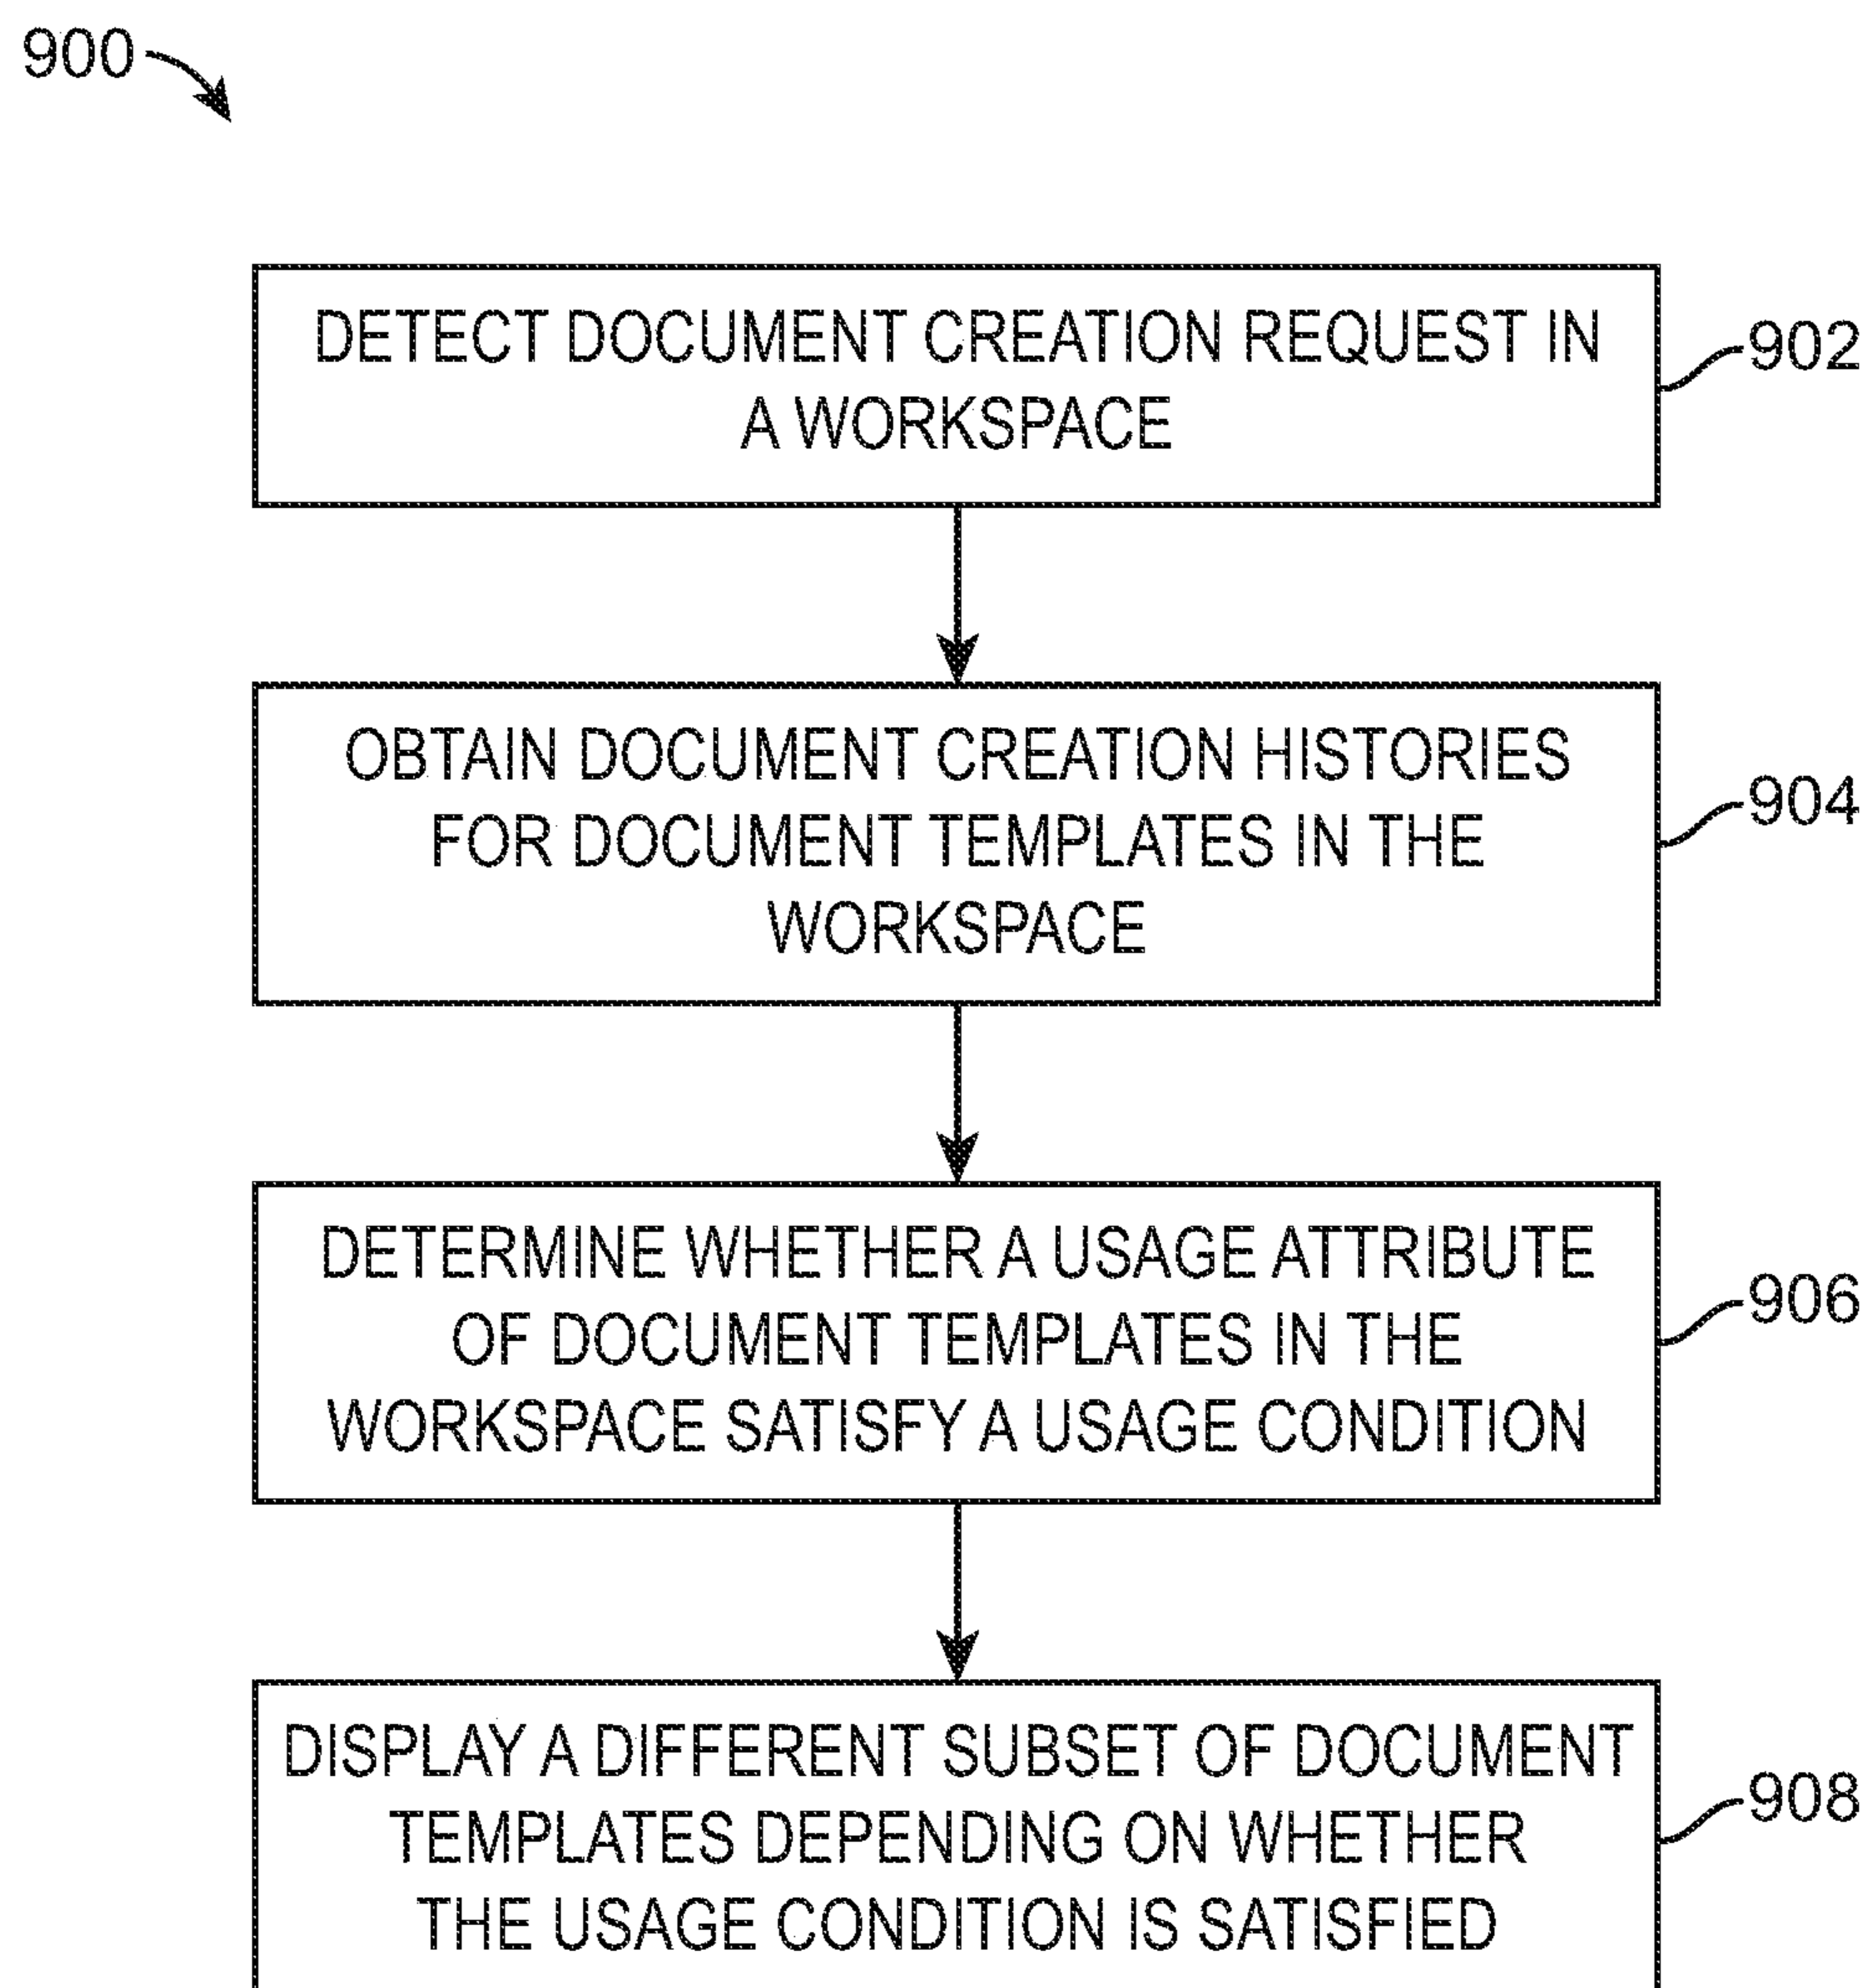 900
DETECT DOCUMENT CREATION REQUEST IN
A WORKSPACE
902
OBTAIN DOCUMENT CREATION HISTORIES
FOR DOCUMENT TEMPLATES IN THE
WORKSPACE
904
DETERMINE WHETHER A USAGE ATTRIBUTE
OF DOCUMENT TEMPLATES IN THE
WORKSPACE SATISFY A USAGE CONDITION
906
DISPLAY A DIFFERENT SUBSET OF DOCUMENT
TEMPLATES DEPENDING ON WHETHER
THE USAGE CONDITION IS SATISFIED
908